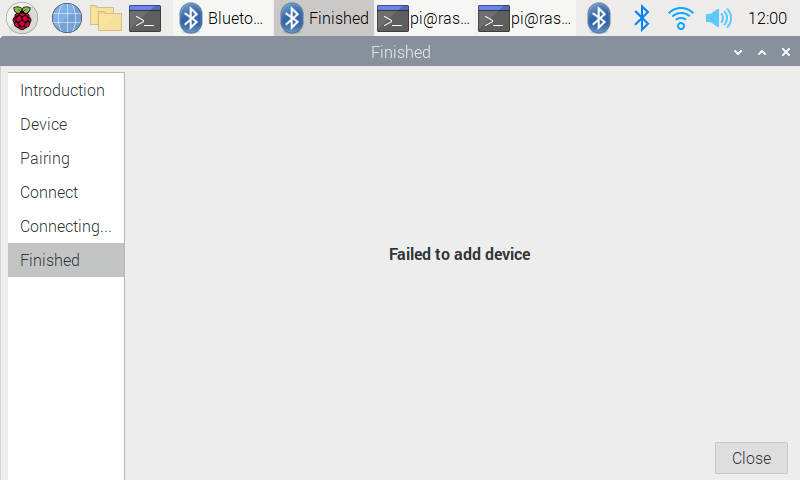 Blueto...
Finished
pi@ras...
pi@ras...
12:00
Finished
Introduction
Device
Pairing
Connect
Connecting...
Finished
Failed to add device
Close